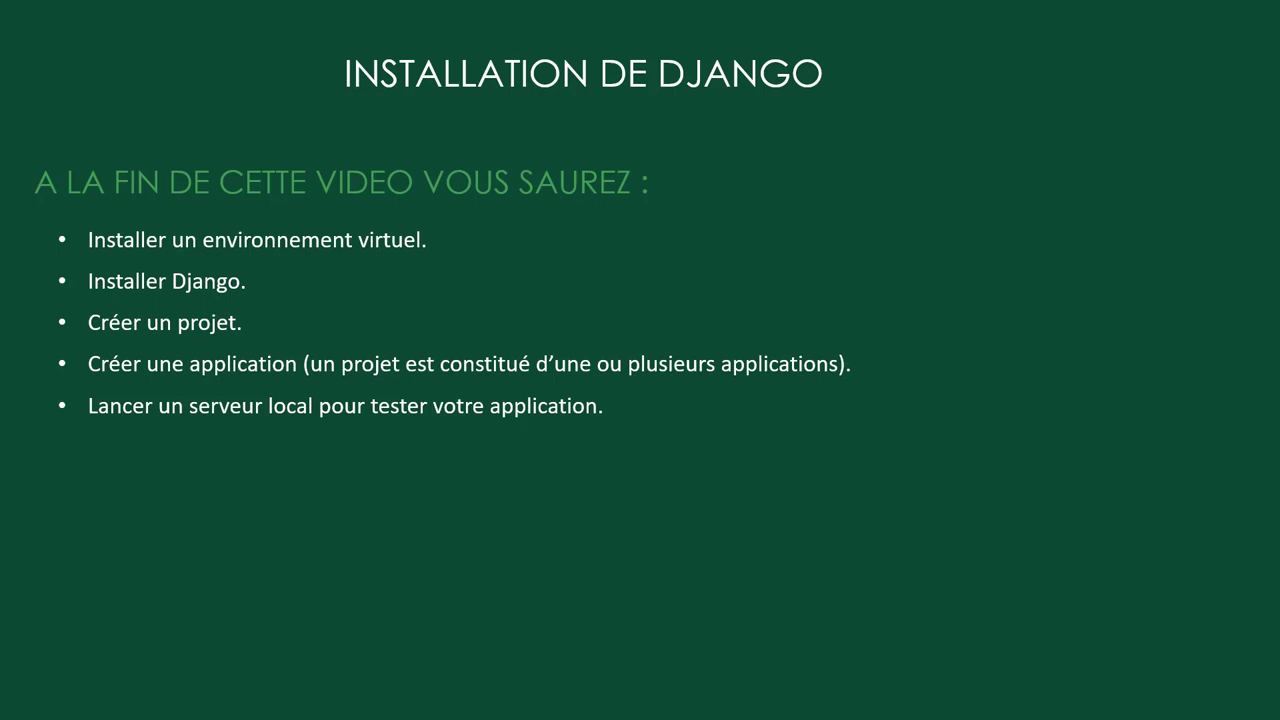 INSTALLATION DE DJANGO
A LA FIN DE CETTE VIDEO VOUS SAUREZ :
• Installer un environnement virtuel.
• Installer Django.
• Créer un projet.
• Créer une application (un projet est constitué d’une ou plusieurs applications).
• Lancer un serveur local pour tester votre application.